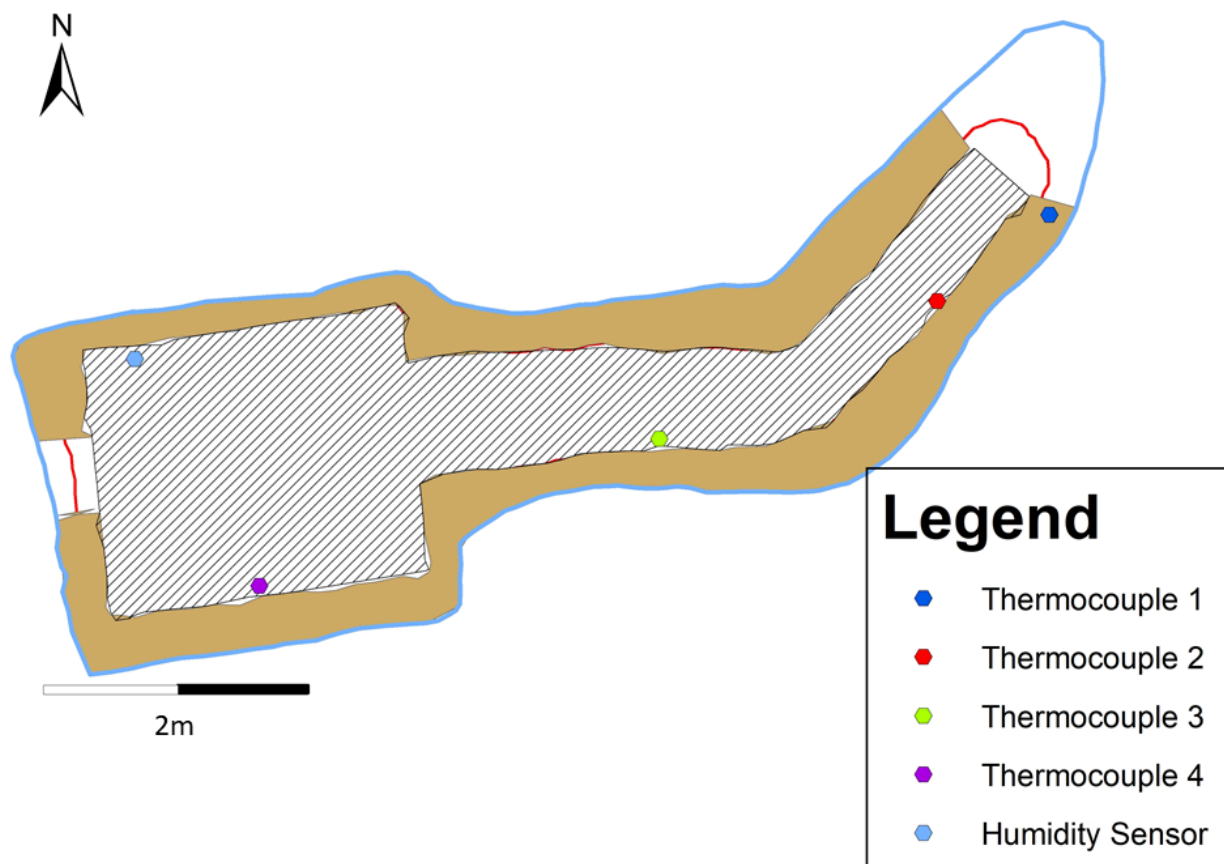 N
2m
Legend
Thermocouple 1
Thermocouple 2
Thermocouple 3
Thermocouple 4
Humidity Sensor